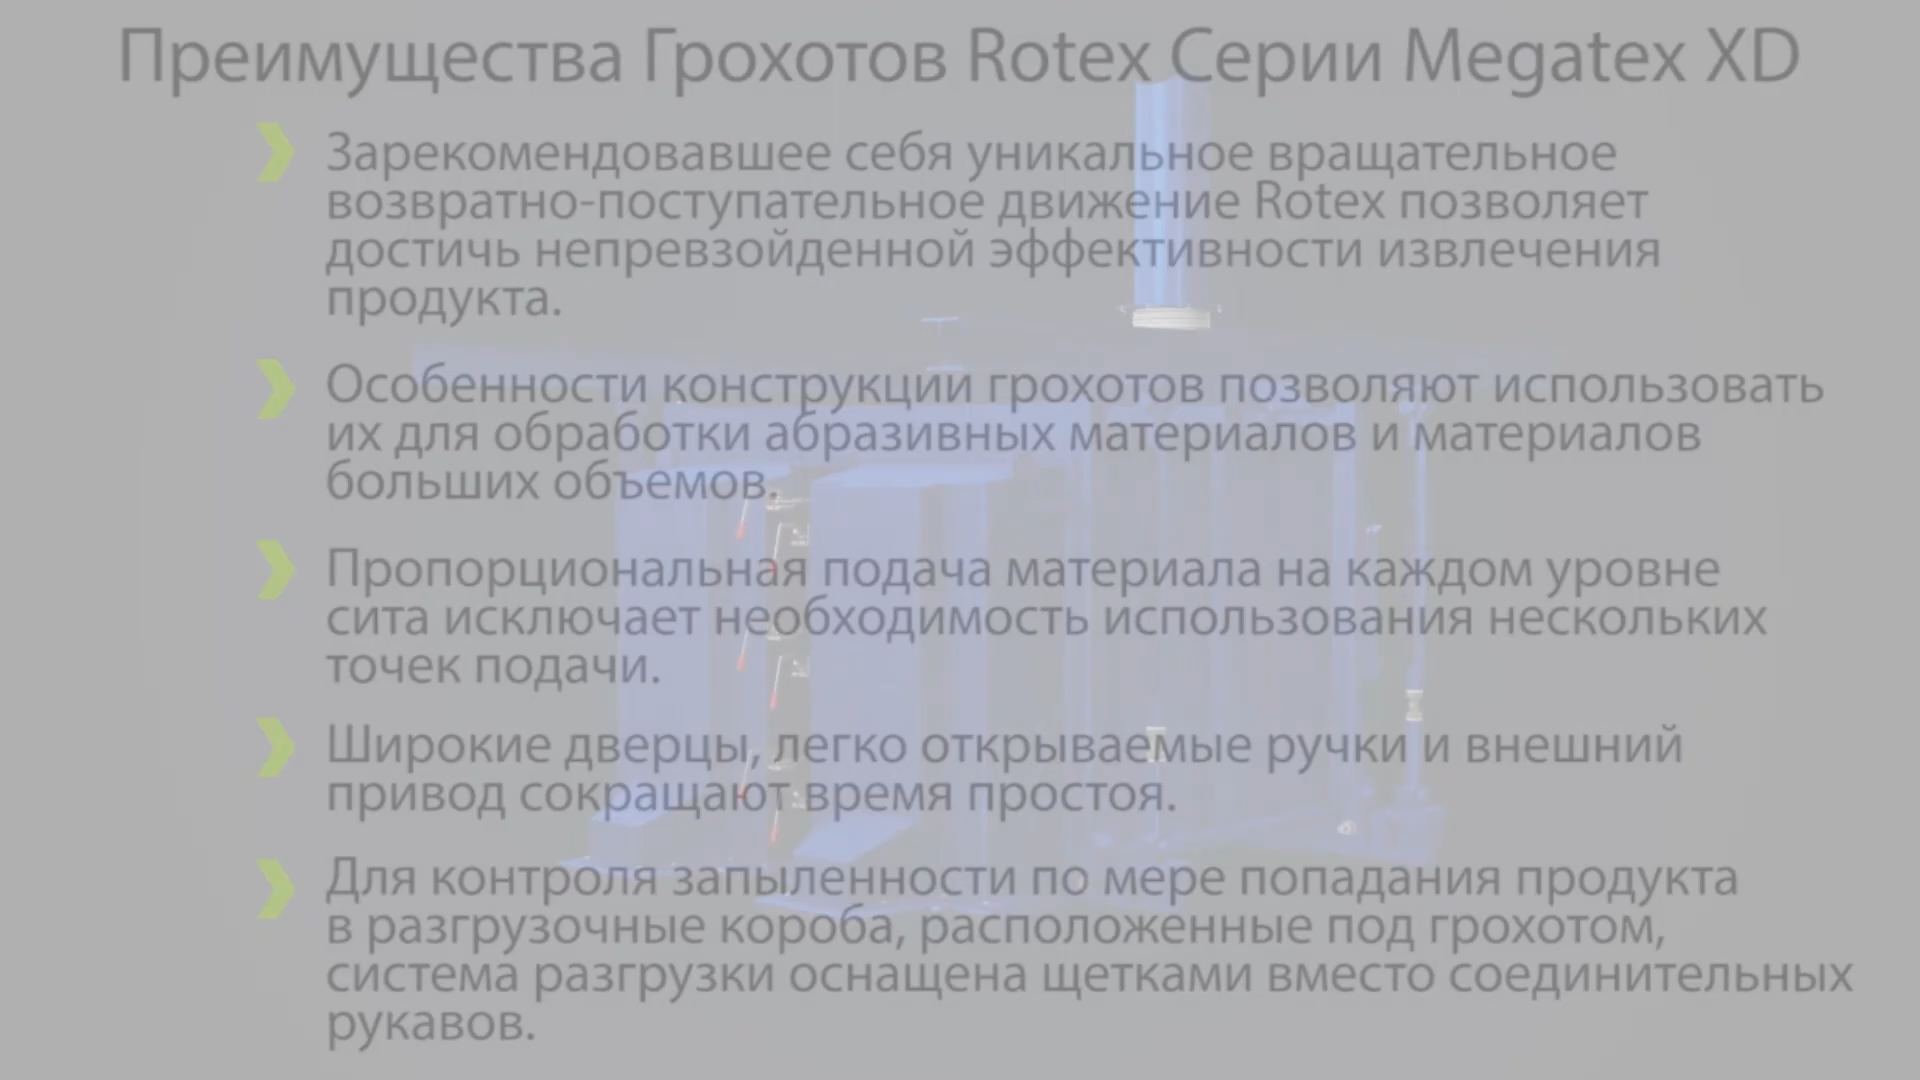 Преимущества Грохотов Rotex Серии Megatex XD
Зарекомендовавшее себя уникальное вращательное
возвратно-поступательное движение Rotex позволяет
достичь непревзойденной эффективности извлечения
продукта.
Особенности конструкции грохотов позволяют использовать
их для обработки абразивных материалов и материалов
больших объемов.
Пропорциональная подача материала на каждом уровне
сита исключает необходимость использования нескольких
точек подачи.
Широкие дверцы, легко открываемые ручки и внешний
привод сокращают время простоя.
Для контроля запыленности по мере попадания продукта
в разгрузочные короба, расположенные под грохотом,
система разгрузки оснащена щетками вместо соединительных
рукавов.